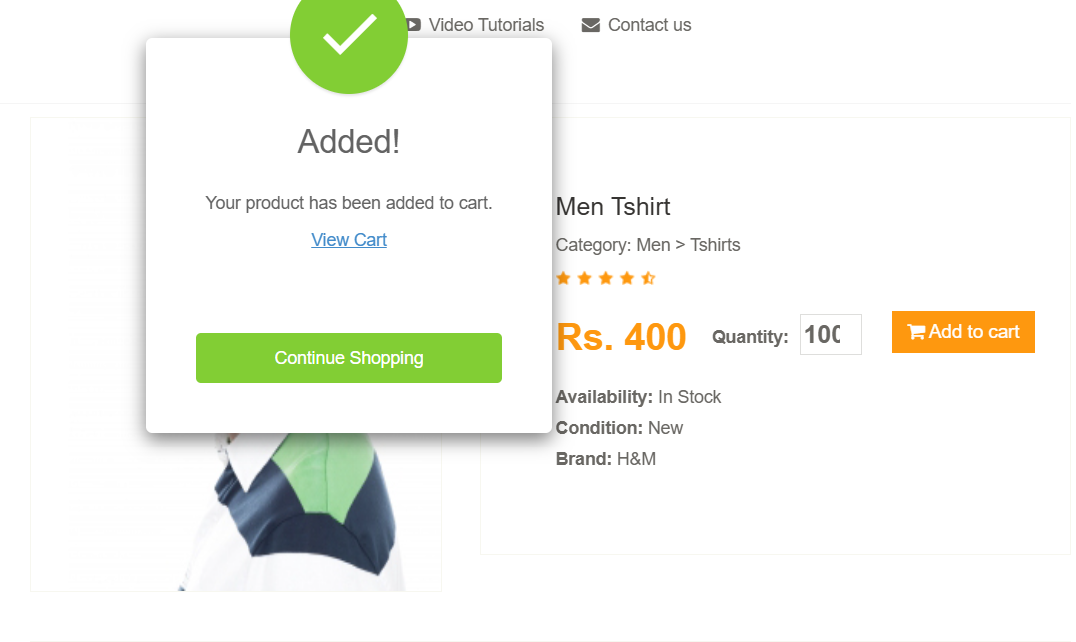 Video Tutorials
Contact us
Added!
Your product has been added to cart.
View Cart
Continue Shopping
Men Tshirt
Category: Men > Tshirts
Rs. 400
Quantity:
Add to cart
Availability: In Stock
Condition: New
Brand: H&M